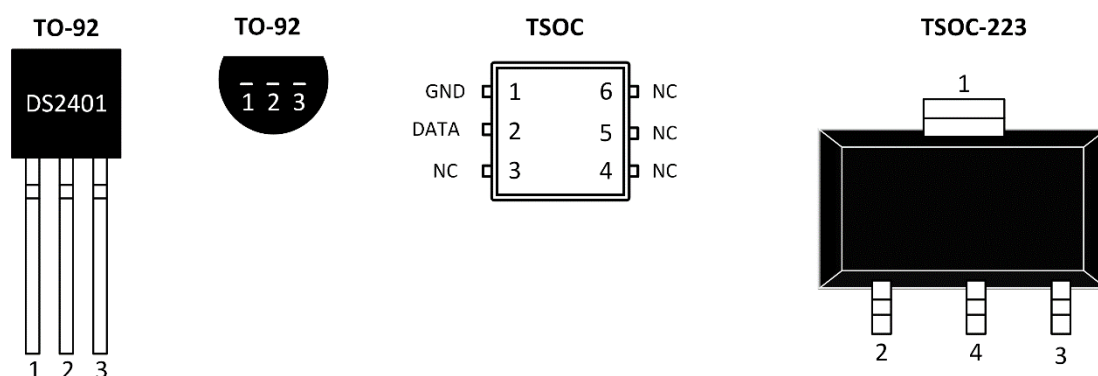 TO-92
DS2401
1 2 3
TO-92
1 2 3
TSOC
GND 1 6 NC
DATA 2 5 NC
NC 3 4 NC
TSOC-223
1
2 4 3